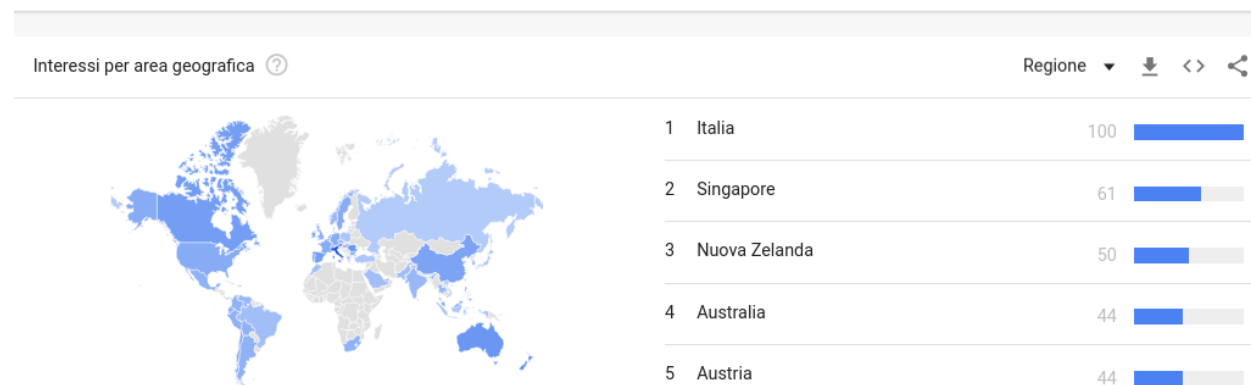 Interessi per area geografica ?
Regione
1 Italia 100
2 Singapore 61
3 Nuova Zelanda 50
4 Australia 44
5 Austria 44